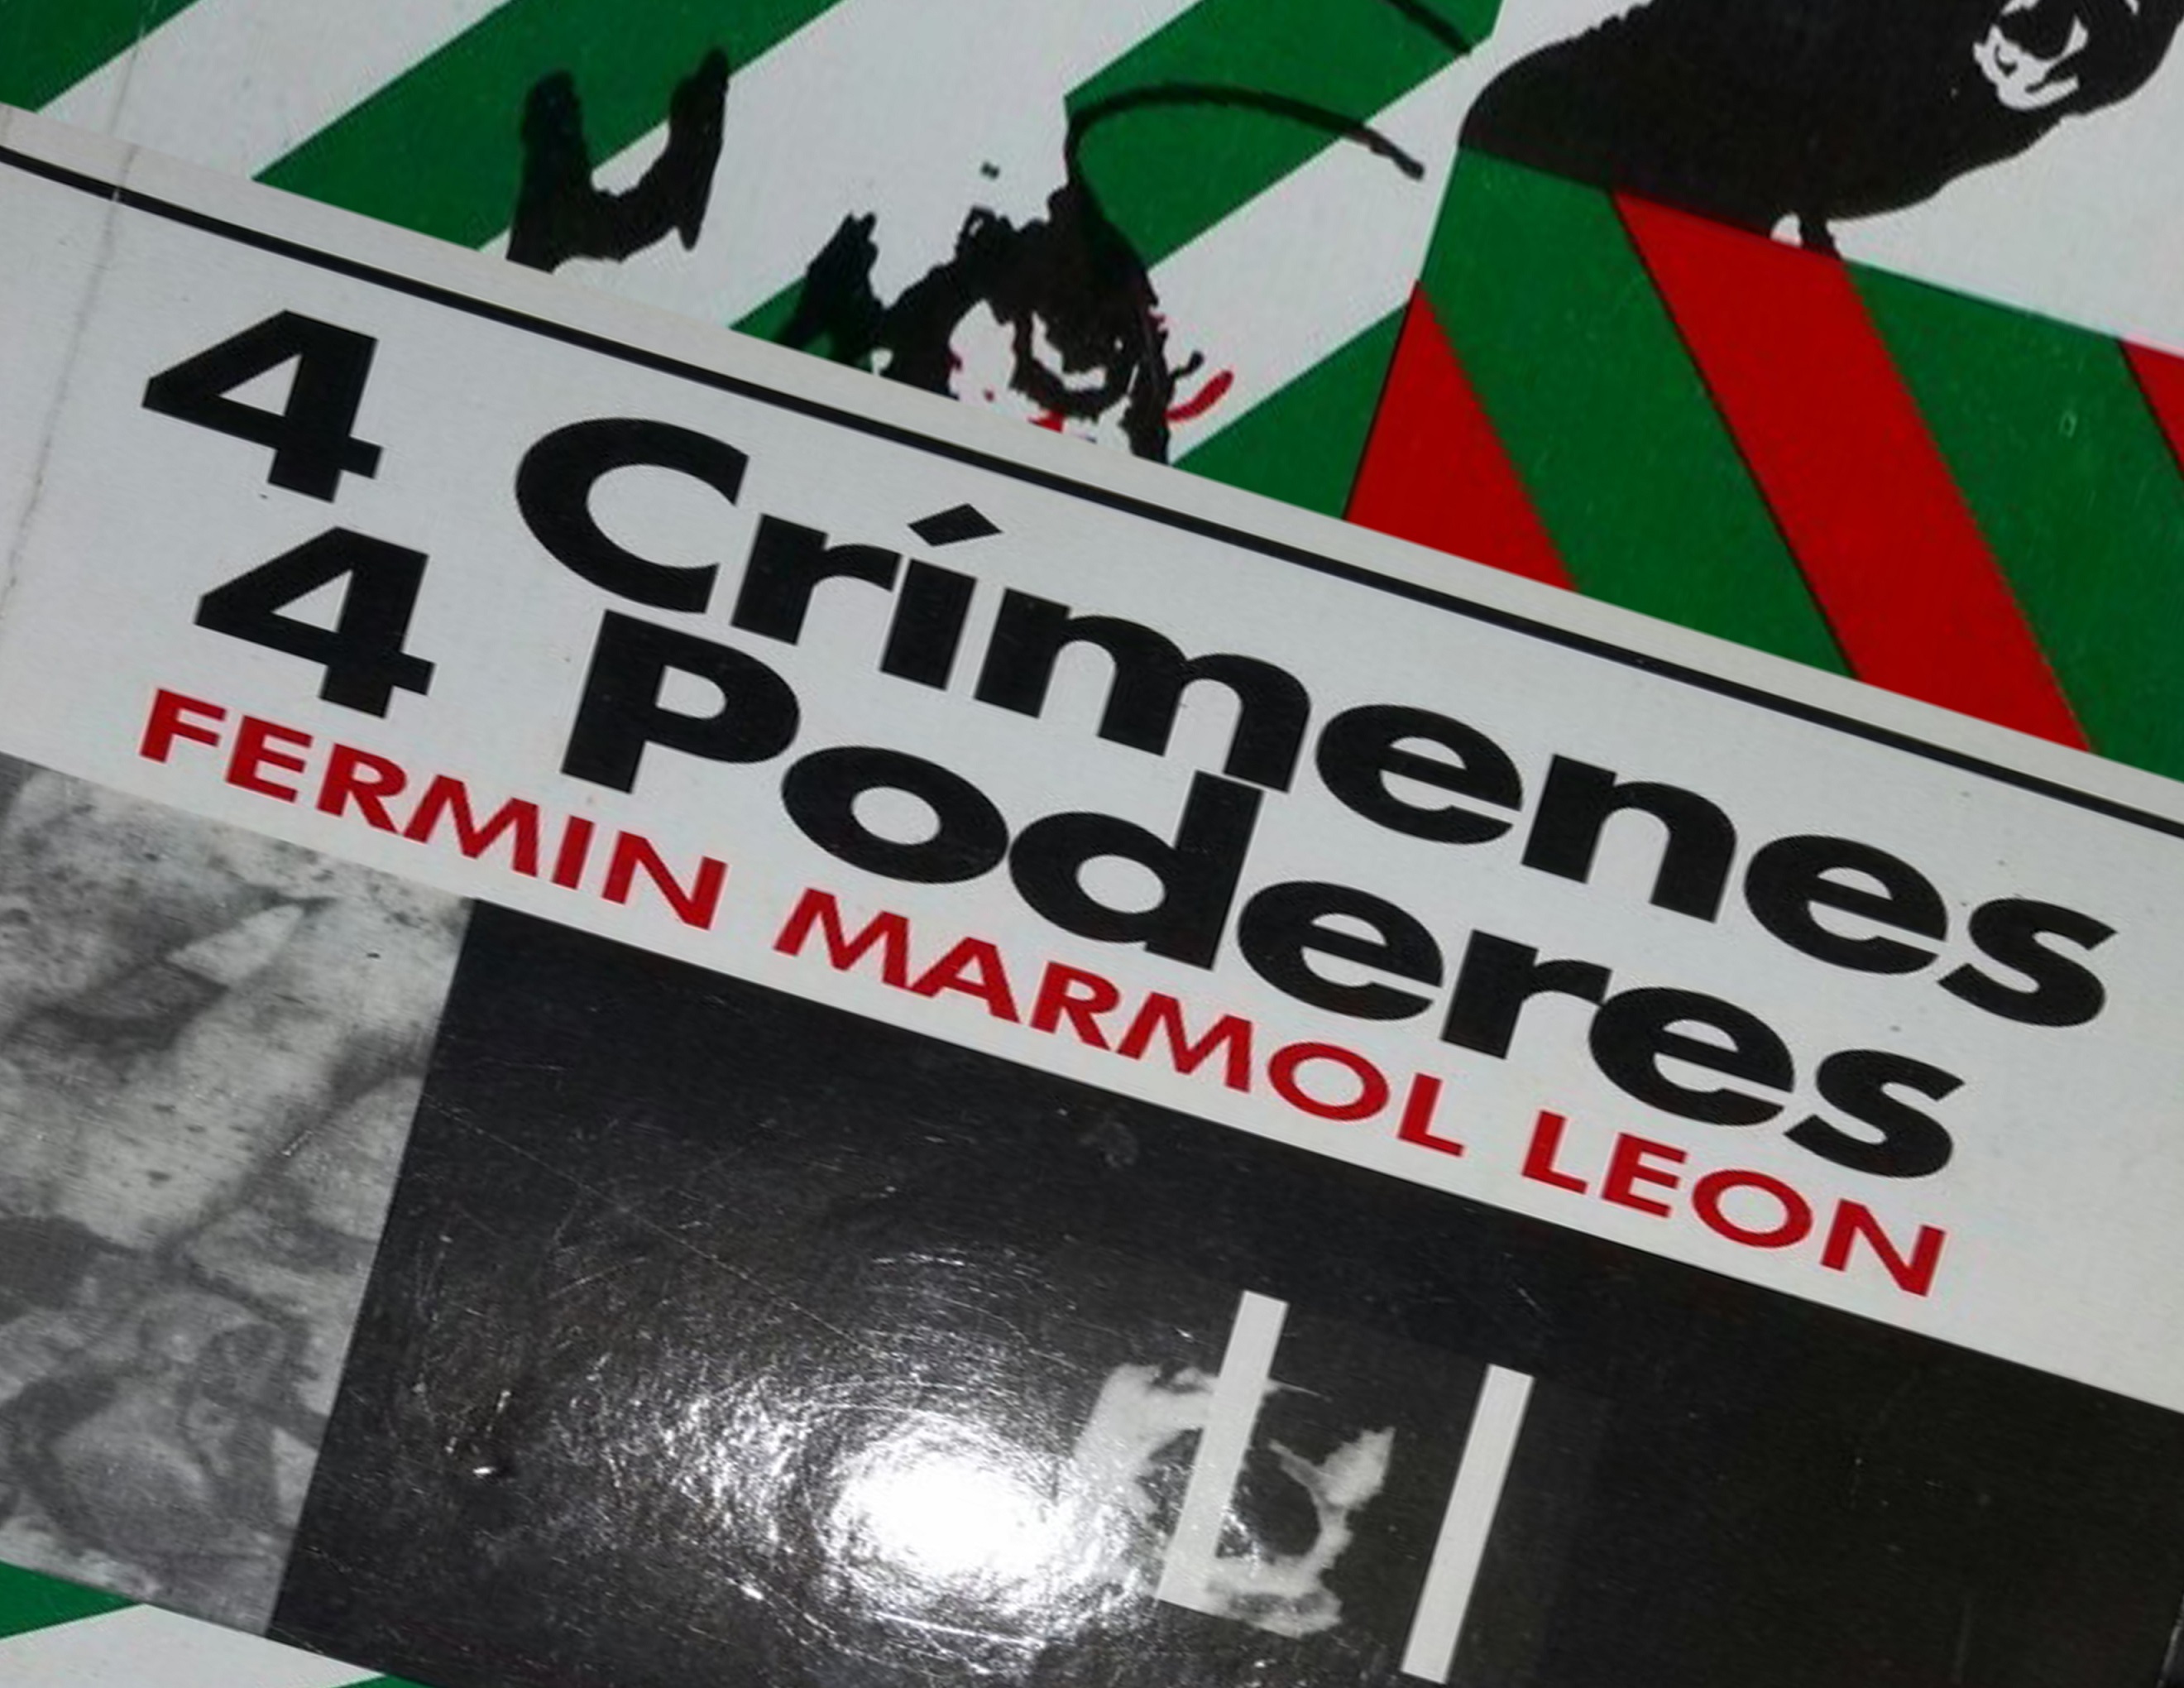 4 Crímenes
4 Poderes
FERMIN MARMOL LEON